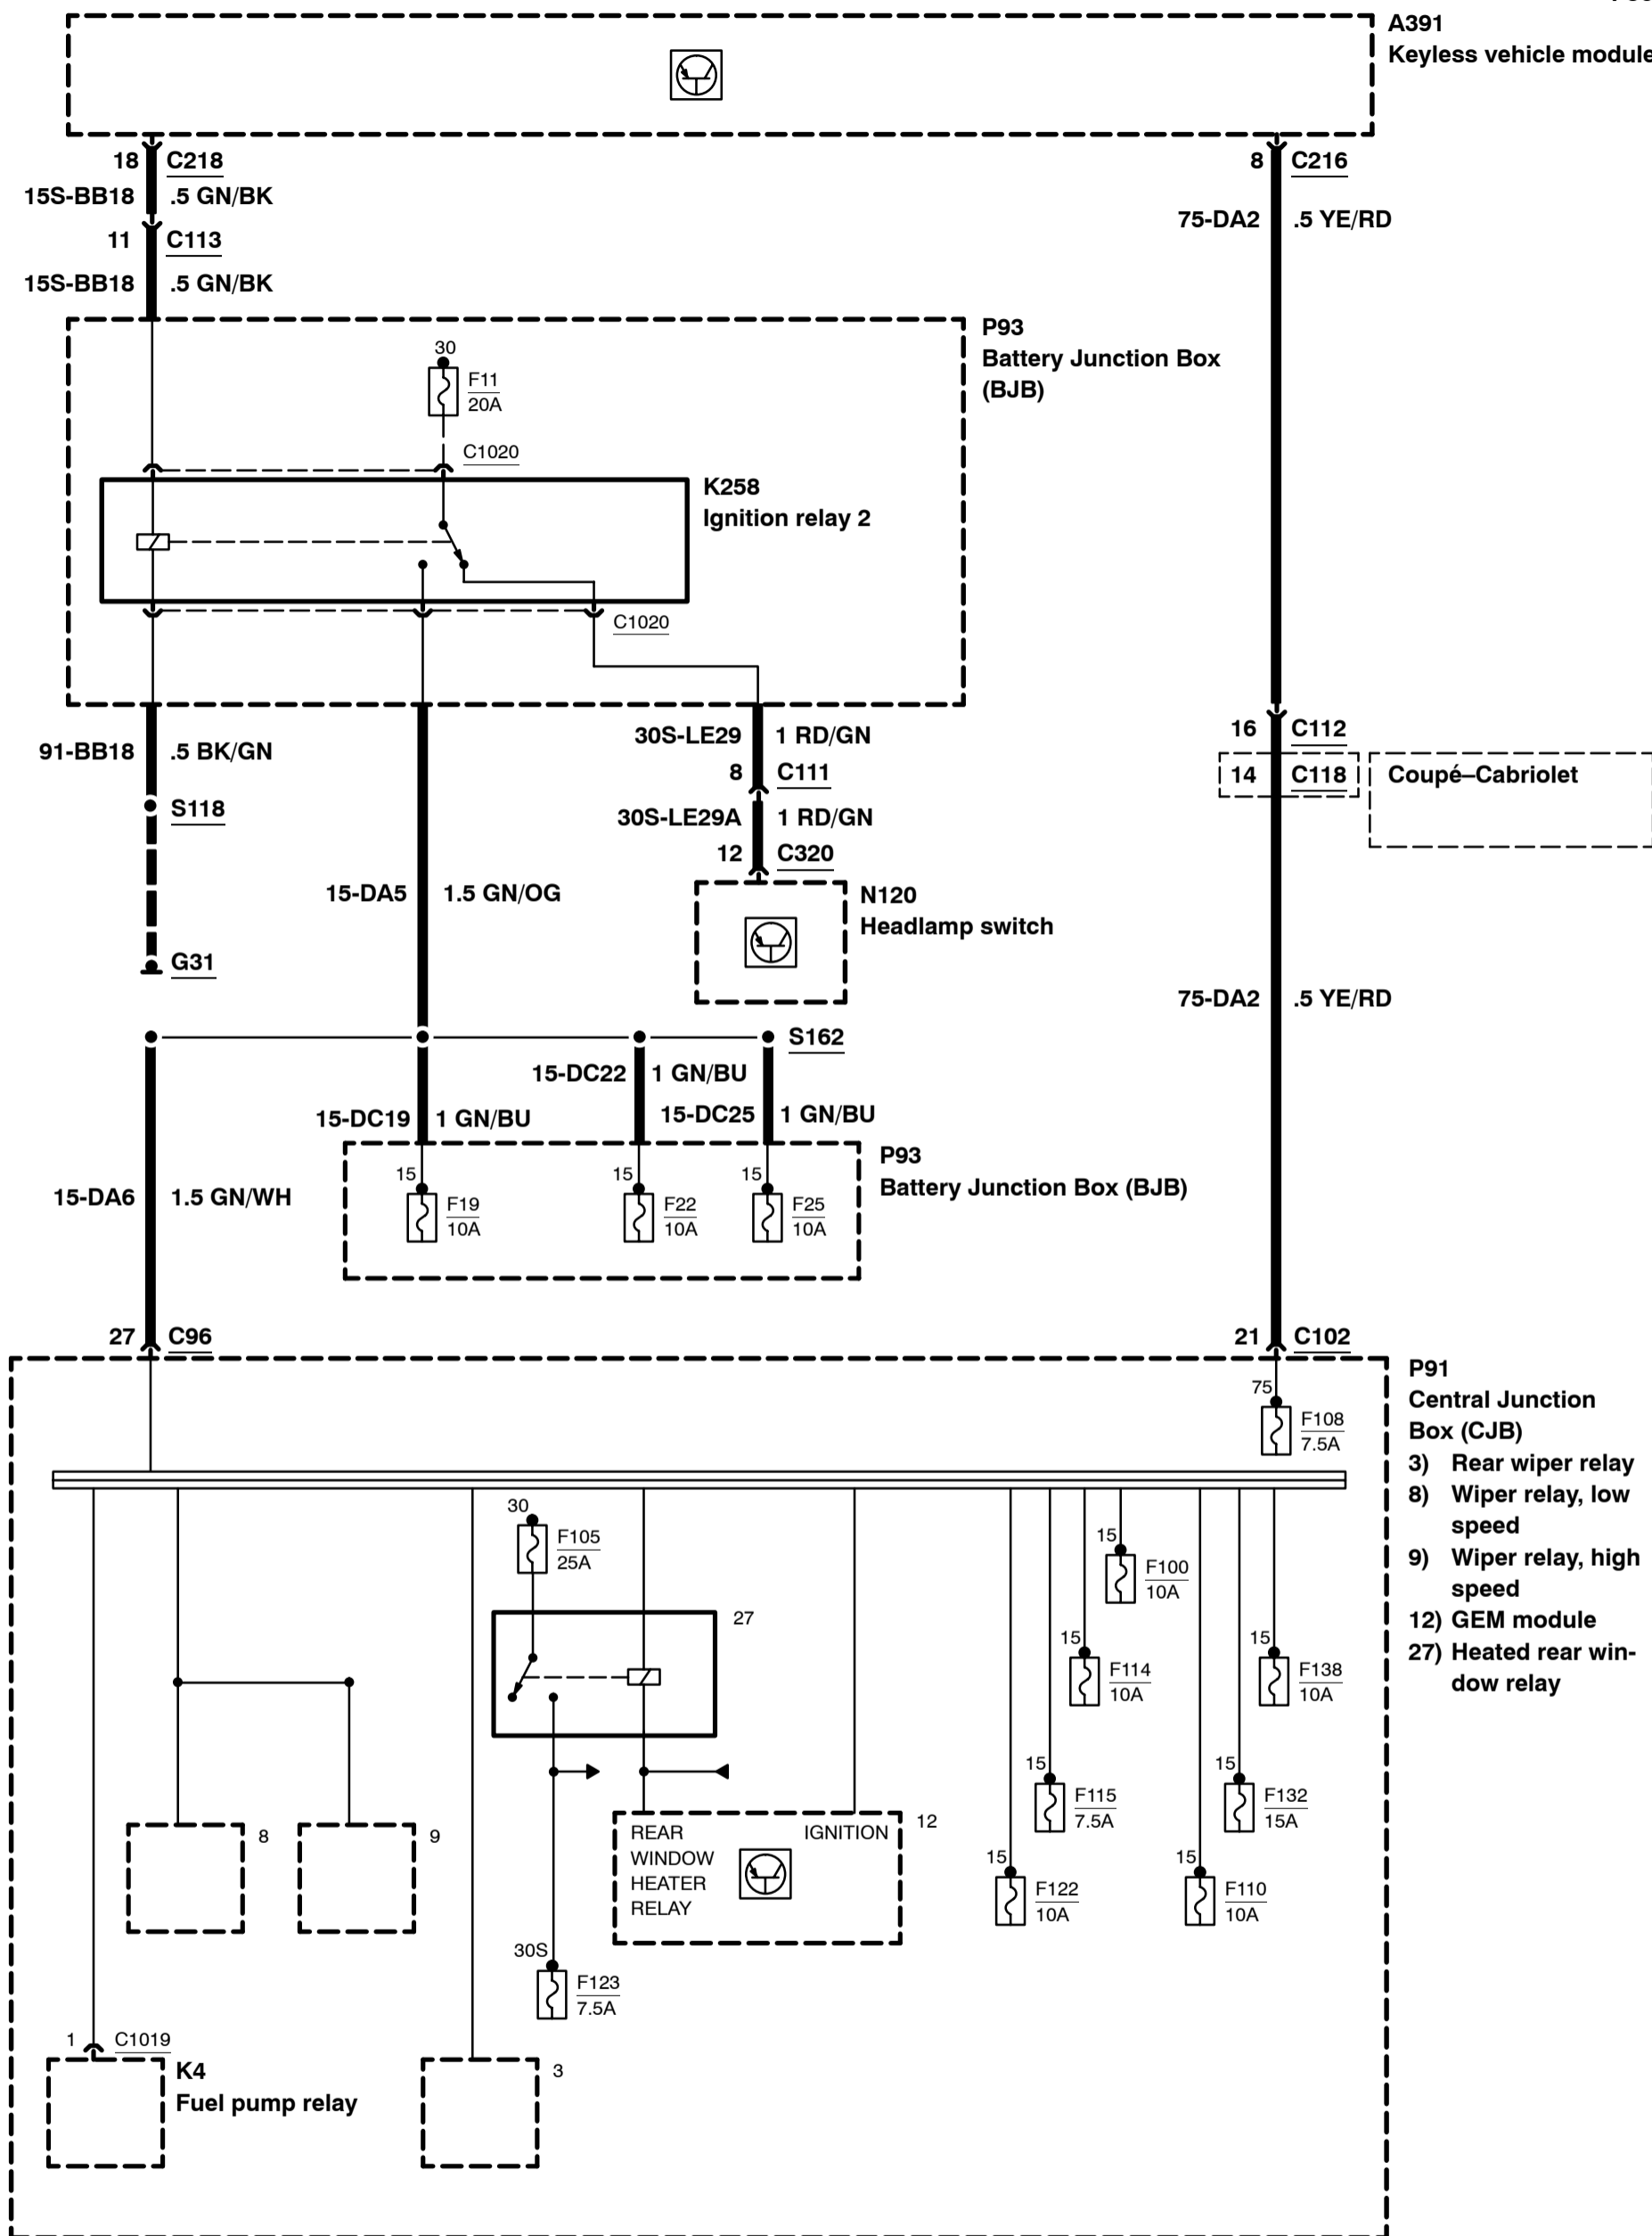 A391
Keyless vehicle module
18 C218
8 C216
15S-BB18 .5 GN/BK
75-DA2 .5 YE/RD
11 C113
15S-BB18 .5 GN/BK
P93
Battery Junction Box
(BJB)
30
F11
20A
C1020
K258
Ignition relay 2
C1020
91-BB18 .5 BK/GN
30S-LE29 1 RD/GN
16 C112
8 C111
14 C118
Coupé–Cabriolet
S118
30S-LE29A 1 RD/GN
12 C320
15-DA5 1.5 GN/OG
N120
Headlamp switch
G31
75-DA2 .5 YE/RD
S162
15-DC22 1 GN/BU
15-DC19 1 GN/BU
15-DC25 1 GN/BU
P93
Battery Junction Box (BJB)
15 15 15
15-DA6 1.5 GN/WH
F19 F22 F25
10A 10A 10A
27 C96
21 C102
P91
Central Junction
Box (CJB)
3) Rear wiper relay
8) Wiper relay, low
speed
9) Wiper relay, high
speed
12) GEM module
27) Heated rear win-
dow relay
75
F108
7.5A
30
F105
25A
15
F100
10A
27
15
F114
10A
15
F138
10A
15
F115
7.5A
15
F132
15A
8
9
REAR
WINDOW
HEATER
RELAY
IGNITION
12
15
F122
10A
15
F110
10A
30S
F123
7.5A
1 C1019
K4
Fuel pump relay
3